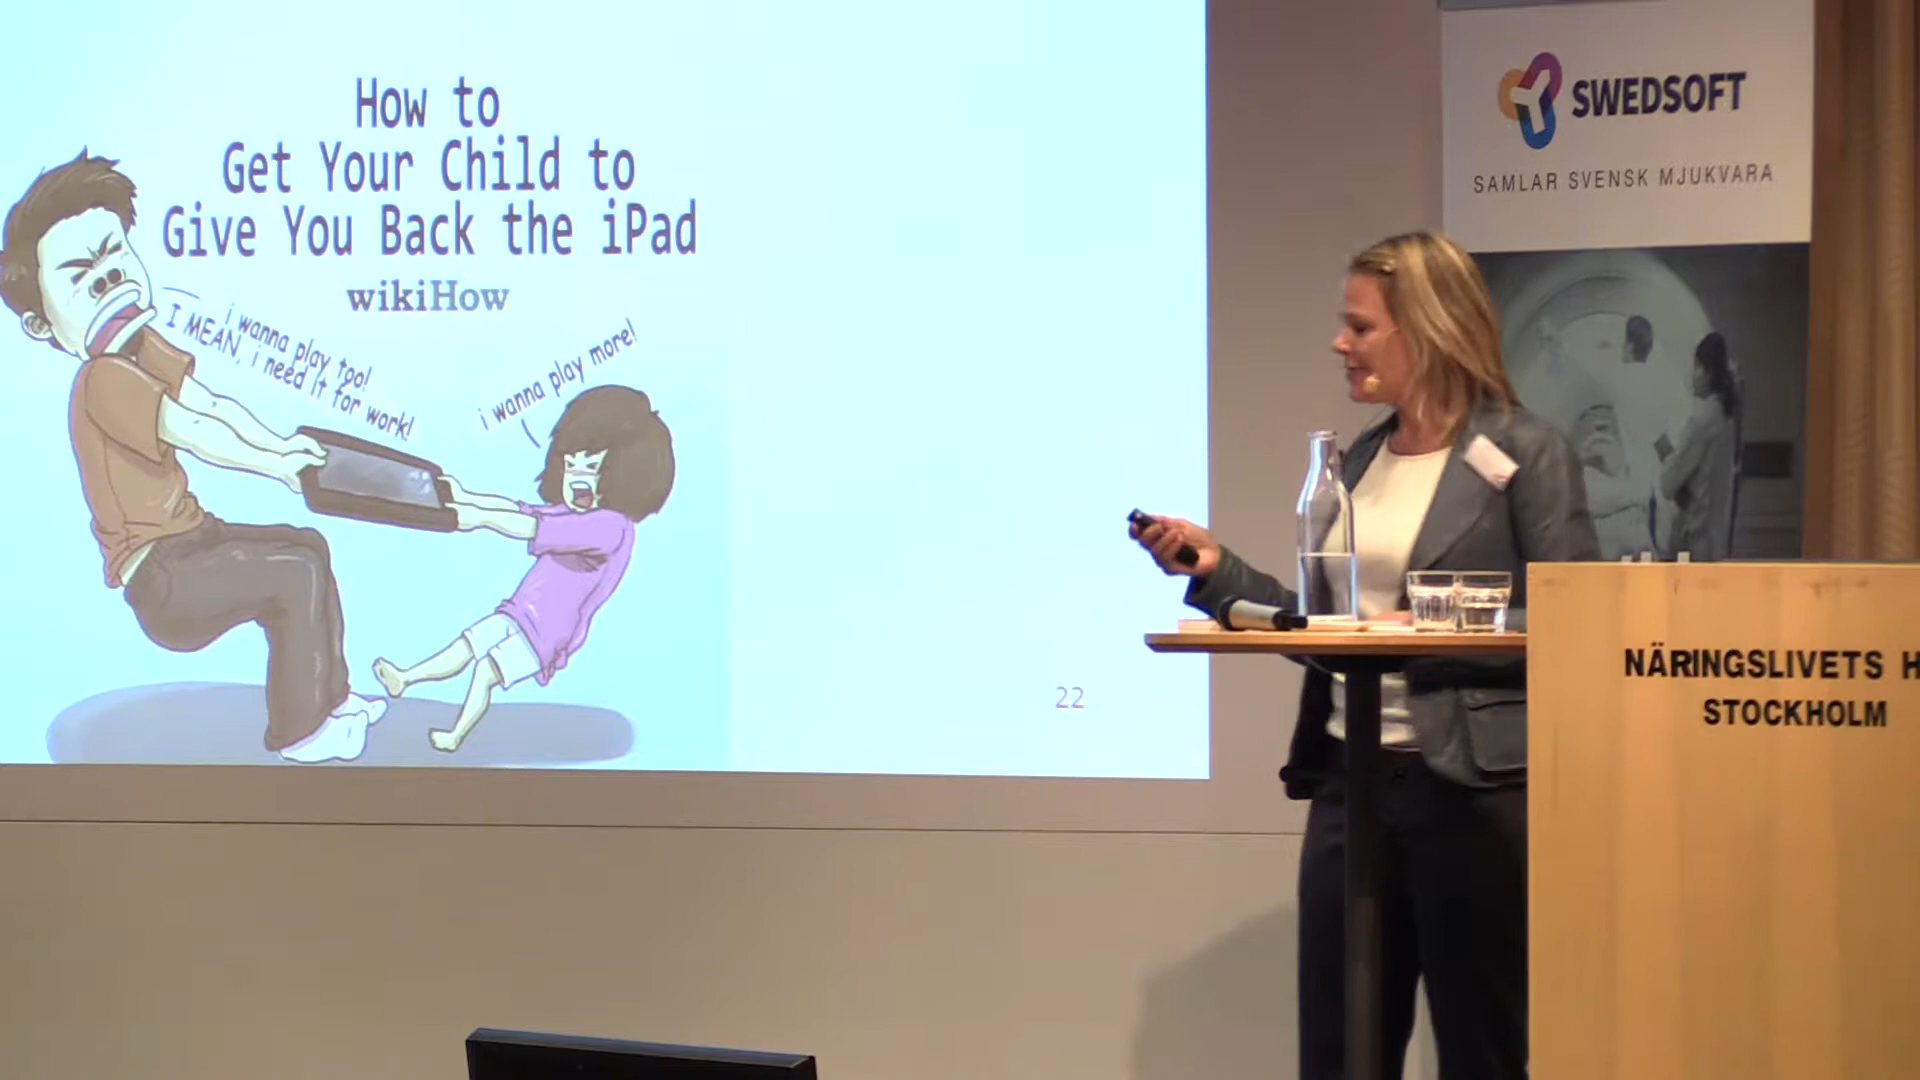 How to
Get Your Child to
Give You Back the iPad
wikiHow
i wanna play too!
I MEAN, i need it for work!
i wanna play more!
22
SWEDSOFT
SAMLAR SVENSK MJUKVARA
NÄRINGSLIVETS H
STOCKHOLM